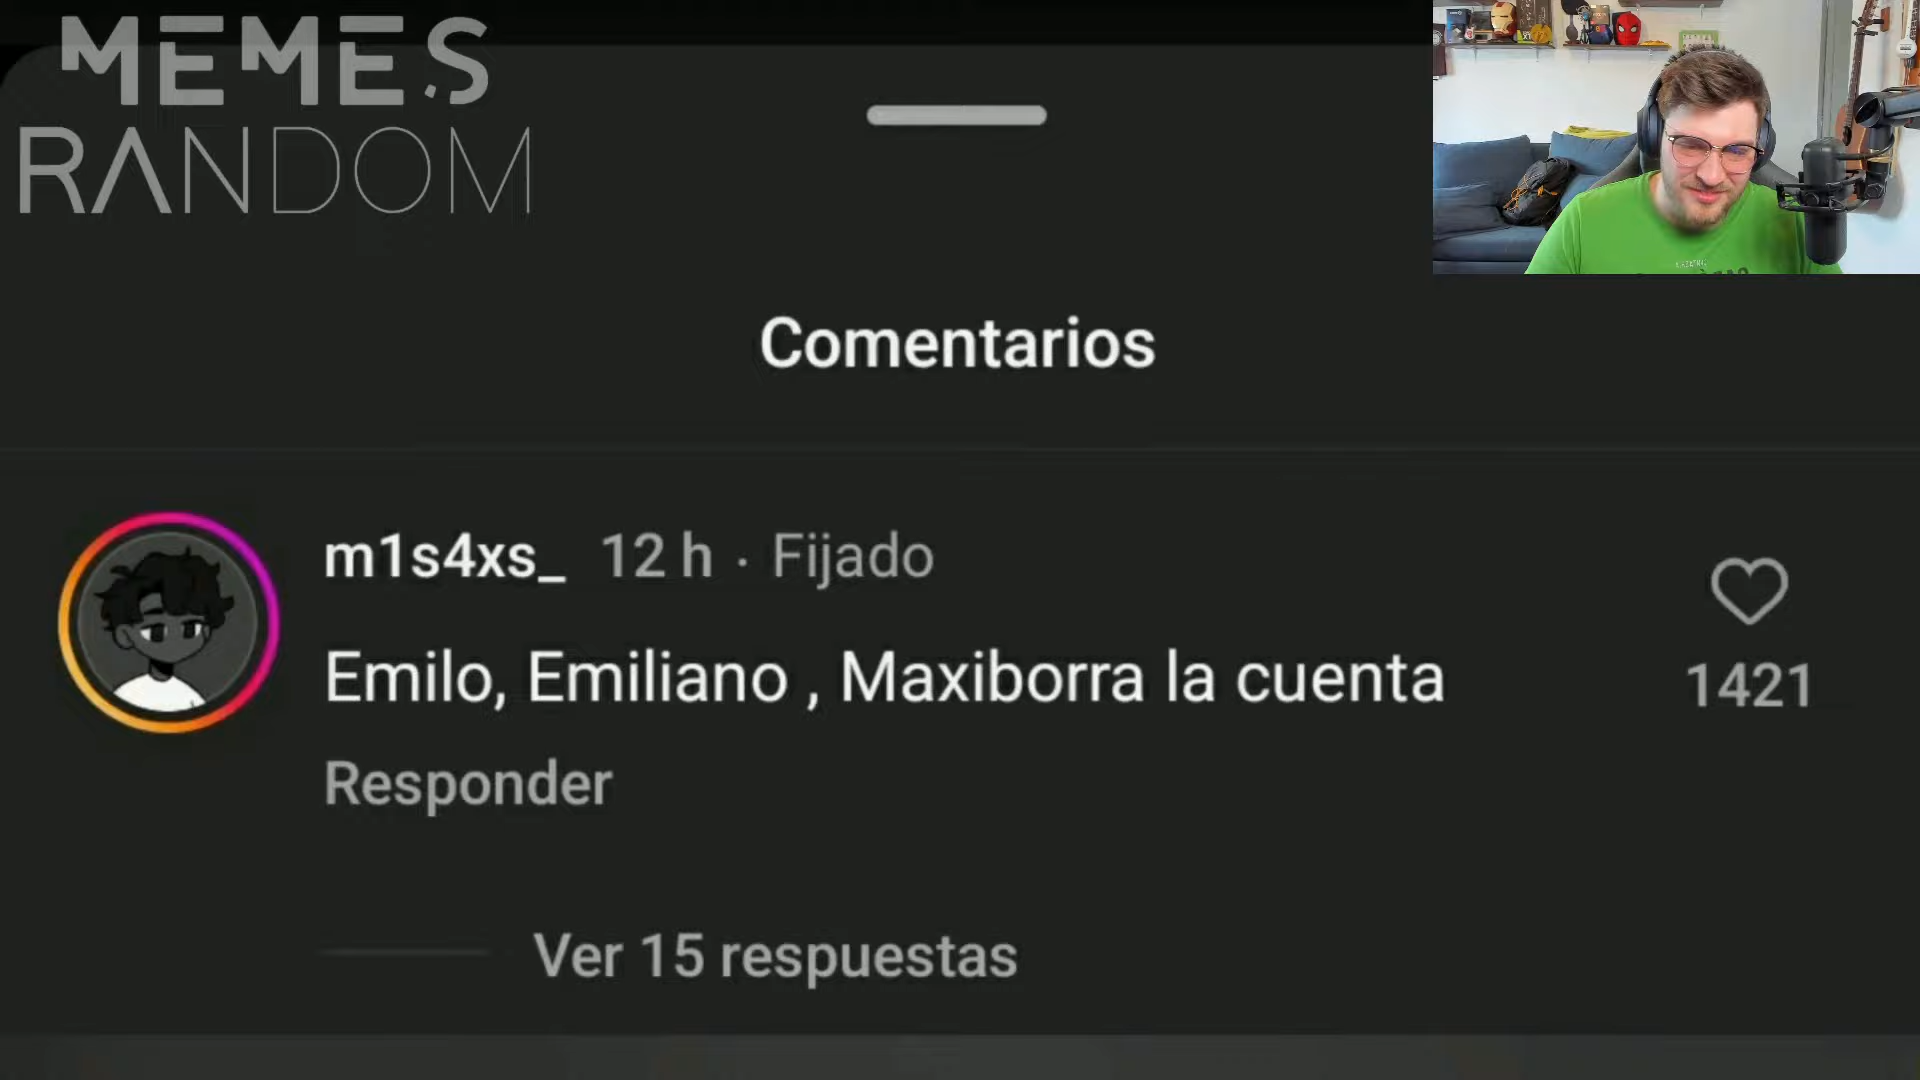 MEMES
RANDOM
Comentarios
m1s4xs_ 12 h · Fijado
Emilo, Emiliano , Maxiborra la cuenta
1421
Responder
Ver 15 respuestas